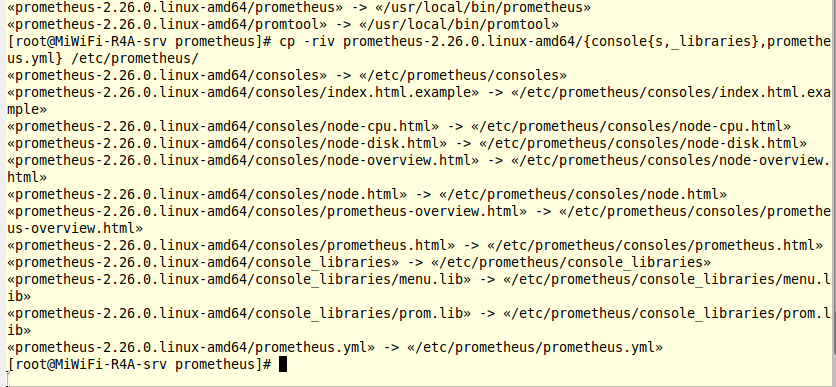 «prometheus-2.26.0.linux-amd64/prometheus» -> «/usr/local/bin/prometheus»
«prometheus-2.26.0.linux-amd64/promtool» -> «/usr/local/bin/promtool»
[root@MiWiFi-R4A-srv prometheus]# cp -riv prometheus-2.26.0.linux-amd64/{console{s,_libraries},promethe
us.yml} /etc/prometheus/
«prometheus-2.26.0.linux-amd64/consoles» -> «/etc/prometheus/consoles»
«prometheus-2.26.0.linux-amd64/consoles/index.html.example» -> «/etc/prometheus/consoles/index.html.exa
mple»
«prometheus-2.26.0.linux-amd64/consoles/node-cpu.html» -> «/etc/prometheus/consoles/node-cpu.html»
«prometheus-2.26.0.linux-amd64/consoles/node-disk.html» -> «/etc/prometheus/consoles/node-disk.html»
«prometheus-2.26.0.linux-amd64/consoles/node-overview.html» -> «/etc/prometheus/consoles/node-overview.
html»
«prometheus-2.26.0.linux-amd64/consoles/node.html» -> «/etc/prometheus/consoles/node.html»
«prometheus-2.26.0.linux-amd64/consoles/prometheus-overview.html» -> «/etc/prometheus/consoles/promethe
us-overview.html»
«prometheus-2.26.0.linux-amd64/consoles/prometheus.html» -> «/etc/prometheus/consoles/prometheus.html»
«prometheus-2.26.0.linux-amd64/console_libraries» -> «/etc/prometheus/console_libraries»
«prometheus-2.26.0.linux-amd64/console_libraries/menu.lib» -> «/etc/prometheus/console_libraries/menu.l
ib»
«prometheus-2.26.0.linux-amd64/console_libraries/prom.lib» -> «/etc/prometheus/console_libraries/prom.l
ib»
«prometheus-2.26.0.linux-amd64/prometheus.yml» -> «/etc/prometheus/prometheus.yml»
[root@MiWiFi-R4A-srv prometheus]#